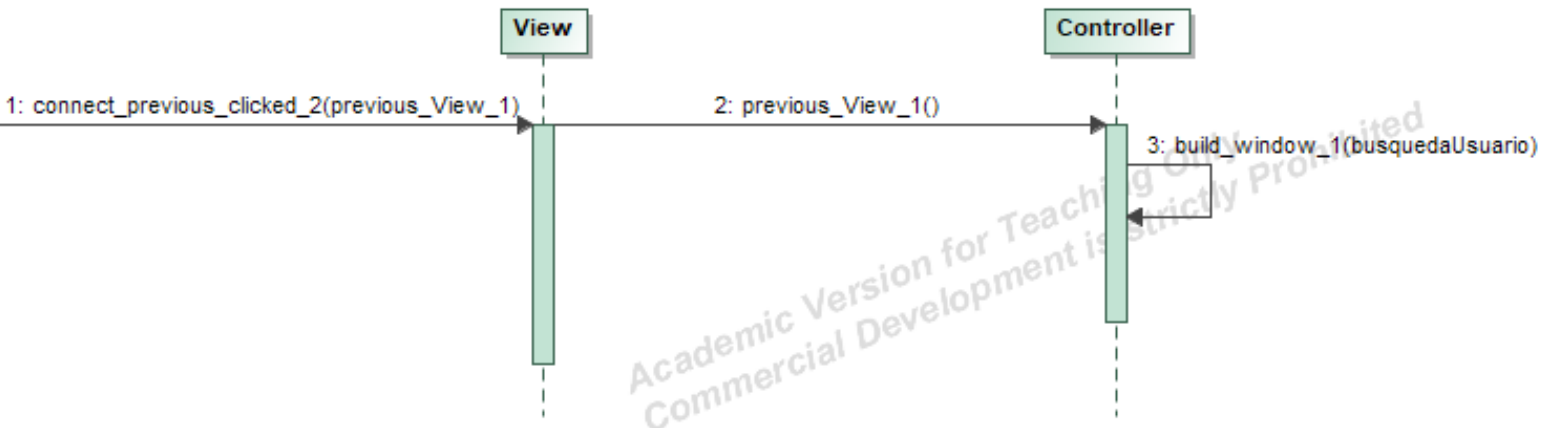 View
Controller
1: connect_previous_clicked_2(previous_View_1)
2: previous_View_1()
3: build_window_1(busquedaUsuario)
Academic Version for Teaching Only
Commercial Development is Strictly Prohibited